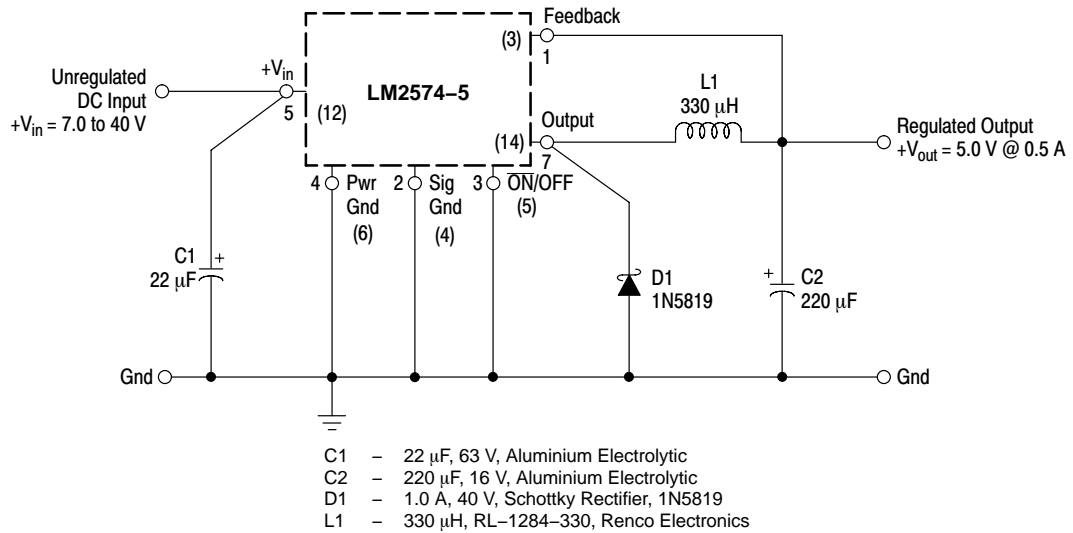 Feedback
(3)
1
Unregulated
DC Input
+Vin = 7.0 to 40 V
+Vin
5
(12)
LM2574–5
L1
330 μH
Output
(14)
7
Regulated Output
+Vout = 5.0 V @ 0.5 A
4 Pwr
Gnd
(6)
2 Sig
Gnd
(4)
3 ON/OFF
(5)
C1
22 μF
+
D1
1N5819
+
C2
220 μF
Gnd
Gnd
C1 – 22 μF, 63 V, Aluminium Electrolytic
C2 – 220 μF, 16 V, Aluminium Electrolytic
D1 – 1.0 A, 40 V, Schottky Rectifier, 1N5819
L1 – 330 μH, RL–1284–330, Renco Electronics